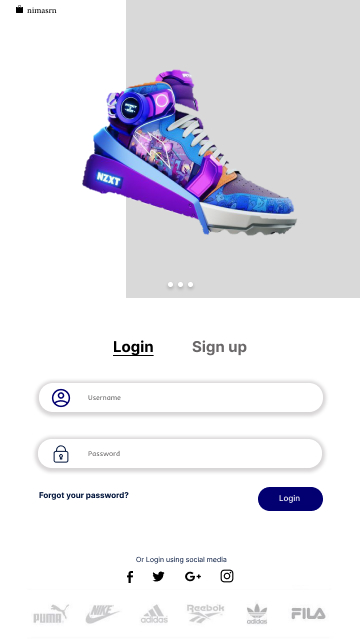 nimasrn
NZXT
Login Sign up
Username
Password
Forgot your password? Login
Or Login using social media
PUMA NIKE adidas Reebok adidas FILA